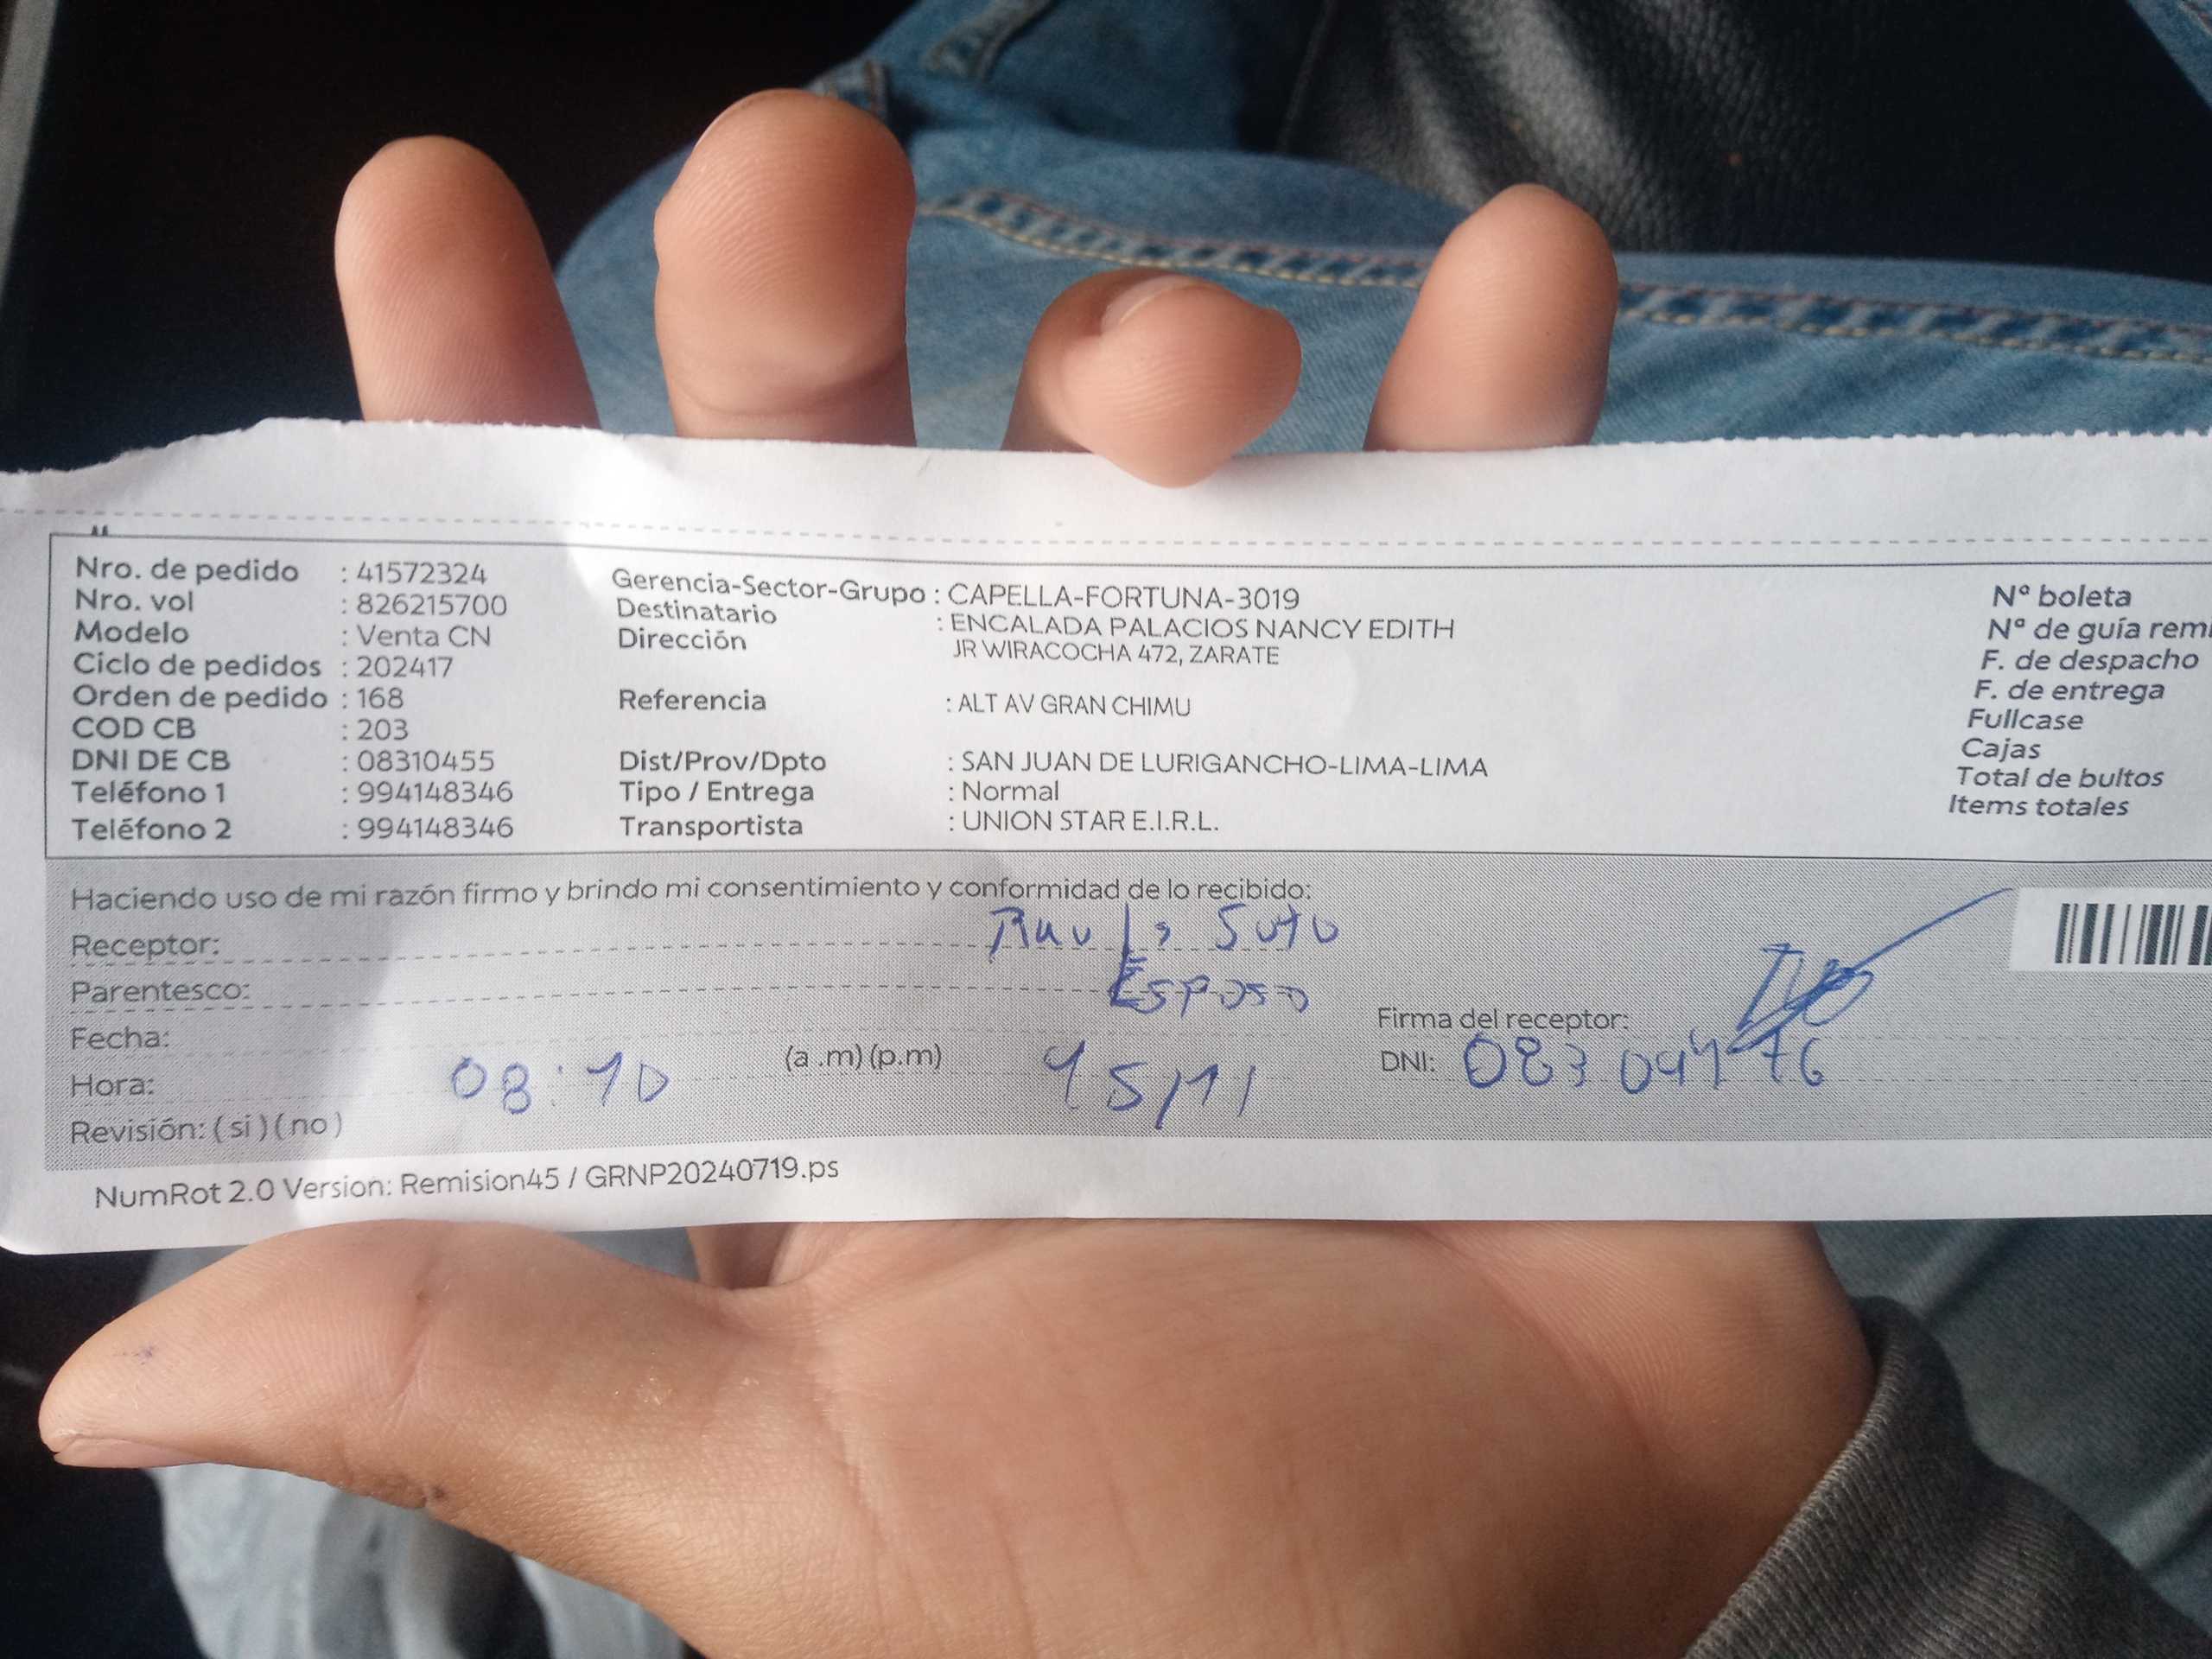 Nro. de pedido : 41572324
Nro. vol : 826215700
Modelo : Venta CN
Ciclo de pedidos : 202417
Orden de pedido : 168
COD CB : 203
DNI DE CB : 08310455
Teléfono 1 : 994148346
Teléfono 2 : 994148346
Gerencia-Sector-Grupo : CAPELLA-FORTUNA-3019
Destinatario : ENCALADA PALACIOS NANCY EDITH
Dirección JR WIRACOCHA 472, ZARATE
Referencia : ALT AV GRAN CHIMU
Dist/Prov/Dpto : SAN JUAN DE LURIGANCHO-LIMA-LIMA
Tipo / Entrega : Normal
Transportista : UNION STAR E.I.R.L.
Nº boleta
Nº de guía remi
F. de despacho
F. de entrega
Fullcase
Cajas
Total de bultos
Items totales
Haciendo uso de mi razón firmo y brindo mi consentimiento y conformidad de lo recibido:
Receptor: Soto
Parentesco: Esposo
Fecha:
Hora: 08:10 (a .m) (p.m) 15/11
Revisión: ( si ) ( no )
Firma del receptor:
DNI:
NumRot 2.0 Version: Remision45 / GRNP20240719.ps